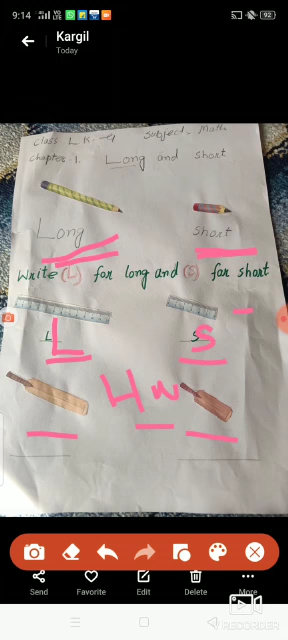 9:14
92
Kargil
Today
Class L.K.G Subject - Maths
Chapter-1. Long and short
Long short
Write (L) for long and (S) for short
L S
L S
HW
Send Favorite Edit Delete More
RECORDER